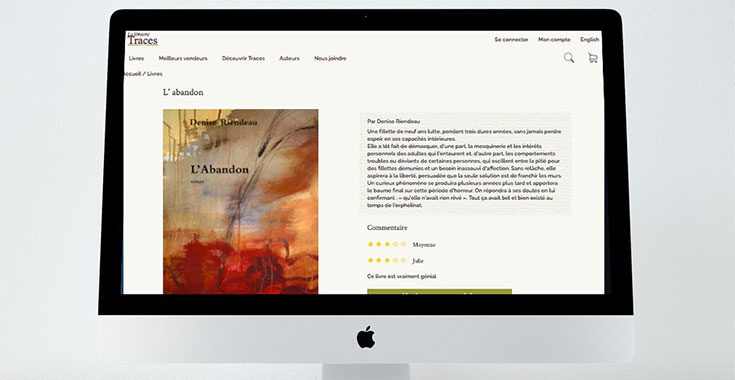 La femme
Traces
Se connecter Mon compte English
Livres Meilleurs vendeurs Découvrir Traces Auteurs Nous joindre
Accueil / Livres
L' abandon
Denise Riendeau
L'Abandon
roman
Par Denise Riendeau
Une fillette de neuf ans lutte, pendant trois dures années, sans jamais perdre
espoir en ses capacités intérieures.
Elle a tôt fait de démasquer, d'une part, la mesquinerie et les intérêts
personnels des adultes qui l'entourent et, d'autre part, les comportements
troubles ou déviants de certaines personnes, qui oscillent entre la pitié pour
des fillettes démunies et un besoin inassouvi d'affection. Sans relâche, elle
aspirera à la liberté, persuadée que la seule solution est de franchir les murs
Un curieux phénomène se produira plusieurs années plus tard et apportera
le baume final sur cette période d'horreur. On répondra à ses doutes en lui
confirmant : « qu'elle n'avait rien rêvé ». Tout ça avait bel et bien existé au
temps de l'orphelinat.
Commentaire
Moyenne
Julie
Ce livre est vraiment génial